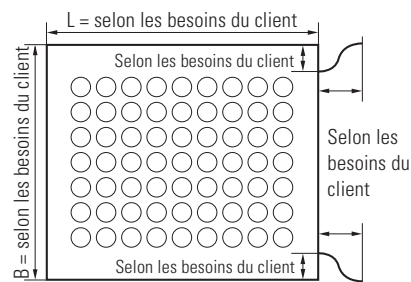 L = selon les besoins du client
Selon les besoins du client
B = selon les besoins du client
Selon les
besoins du
client
Selon les besoins du client